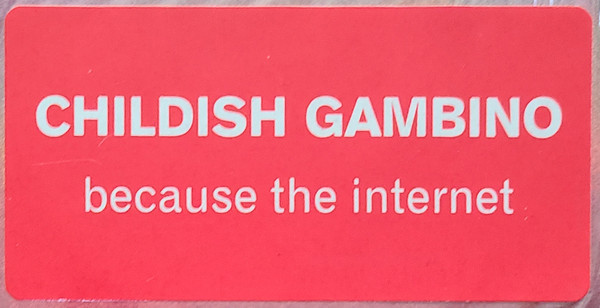 CHILDISH GAMBINO
because the internet